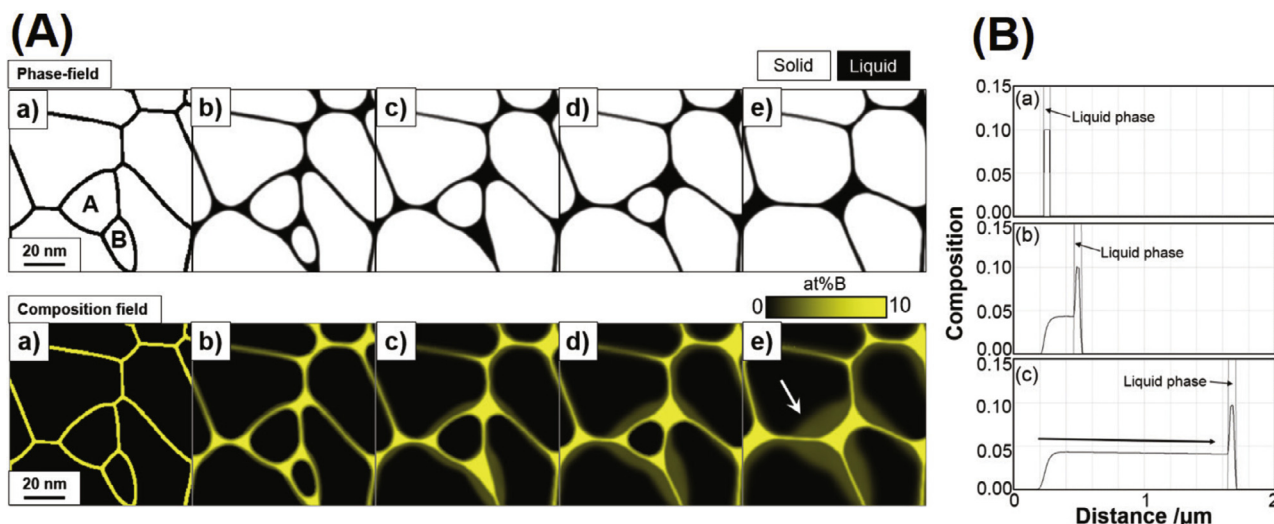 (A)
Phase-field
Solid
Liquid
a)
b)
c)
d)
e)
A
B
20 nm
at%B
0
10
Composition field
a)
b)
c)
d)
e)
20 nm
(B)
Composition
0.15
0.10
0.05
0.00
(a)
Liquid phase
0.15
0.10
0.05
0.00
(b)
Liquid phase
0.15
0.10
0.05
0.00
(c)
Liquid phase
0
1
2
Distance /μm